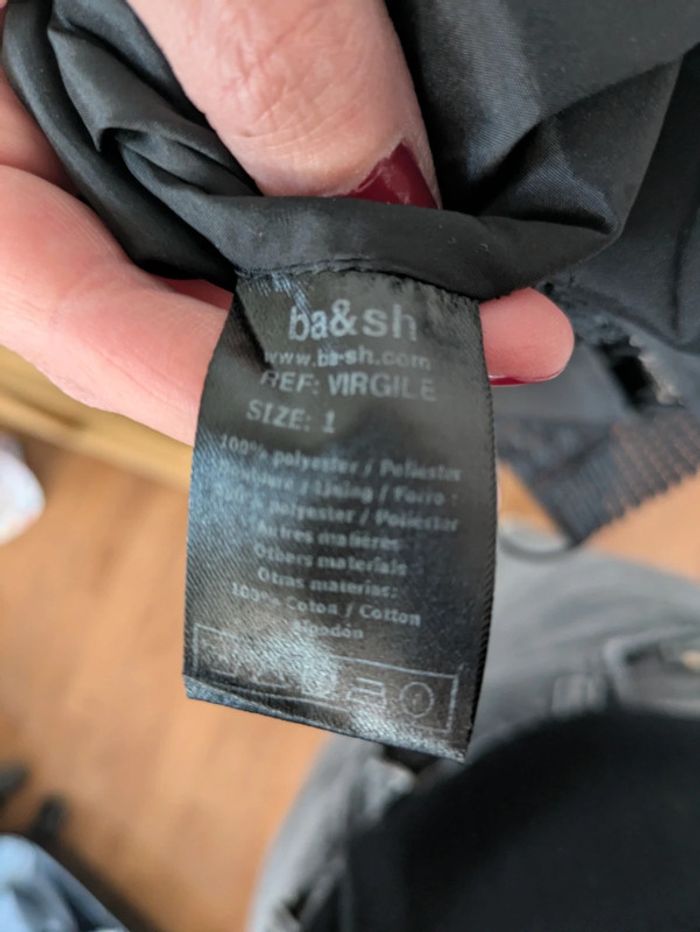 ba&sh
www.ba-sh.com
REF: VIRGILE
SIZE: 1
100% polyester / Poliester
Doublure / Lining / Forro :
100% polyester / Poliester
Autres matières
Others materials
Otras materias:
100% Coton / Cotton
Algodón